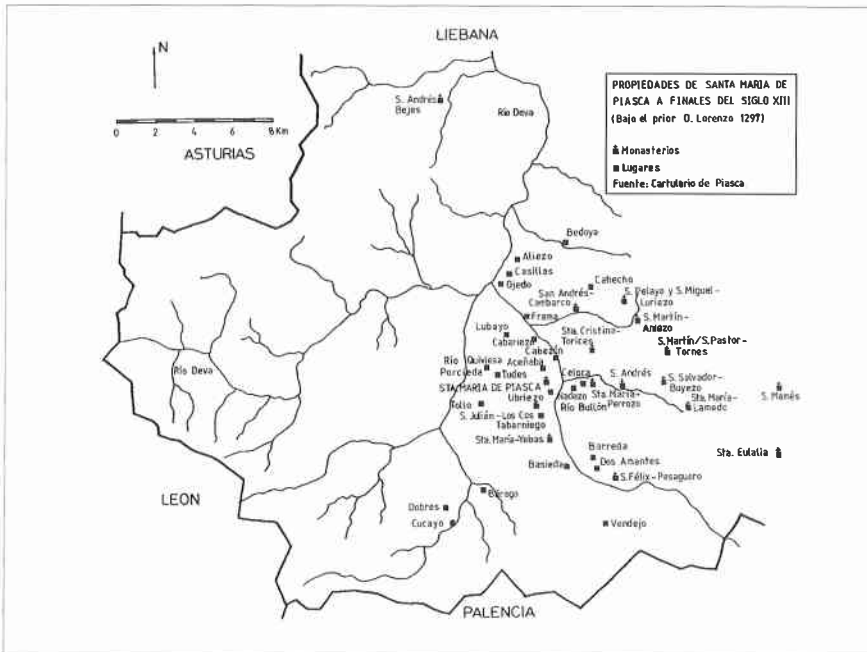 LIEBANA
N
0 2 4 6 8 Km
ASTURIAS
S. Andrés
Bejes
Río Deva
PROPIEDADES DE SANTA MARIA DE
PIASCA A FINALES DEL SIGLO XIII
(Bajo el prior D. Lorenzo 1297)
Monasterios
Lugares
Fuente: Cartulario de Piasca
Bedoya
Aliezo
Casillas
Ojedo
Cahecho
San Andrés-
Cambarco
S. Pelayo y S. Miguel-
Luriezo
Frama
S. Martín-
Aniezo
Lubayo
Cabariezo
Sta. Cristina-
Torices
S. Martín/S. Pastor-
Tornes
Cabezón
Río
Porcieda
Quiviesa
Aceñaba
Tudes
Celora
S. Andrés
S. Salvador-
Buyezo
S. Mamés
STA MARIA DE PIASCA
Ubriezo
Sta. María-
Perrozo
Sta. María-
Lamedo
Río Bullón
Tollo
S. Julián-Los Cos
Tabarniego
Sta. María-Yebas
Río Deva
Barreda
Dos Amantes
Sta. Eulalia
Basieda
S. Félix-Pesaguero
LEON
Bárago
Dobres
Cucayo
Vendejo
PALENCIA